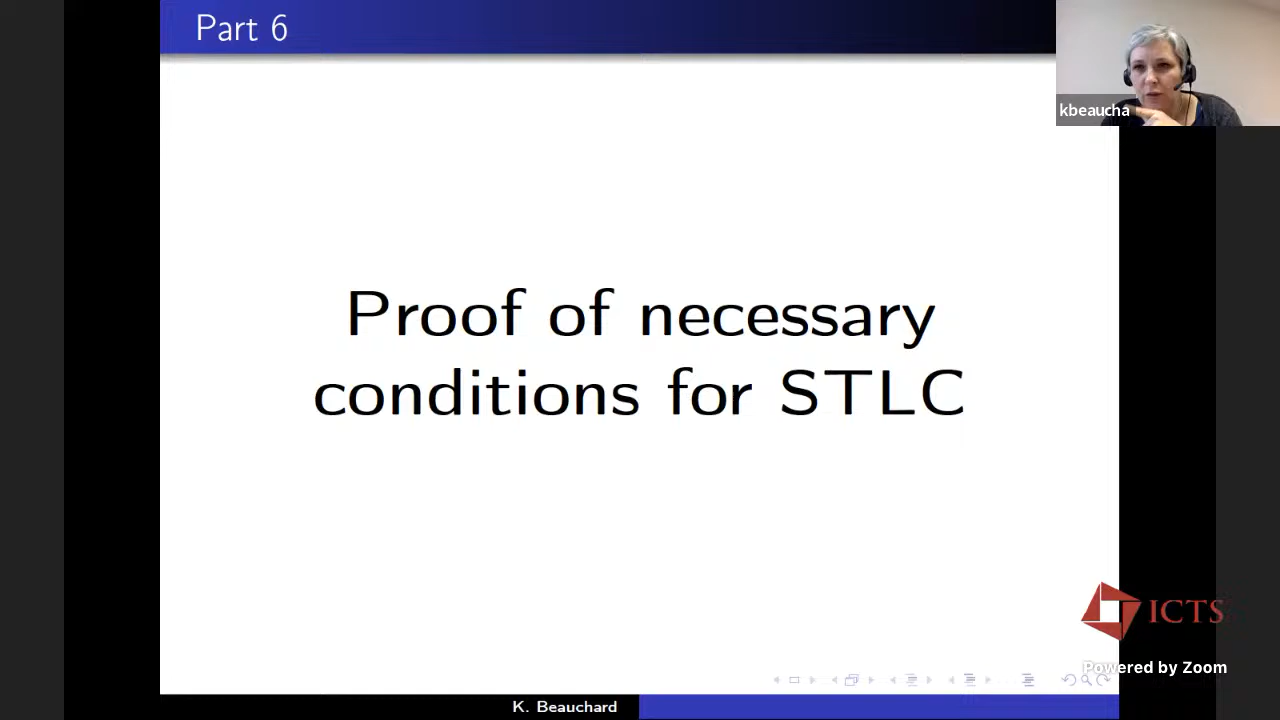 Part 6
kbeaucha
Proof of necessary
conditions for STLC
ICTS
Powered by Zoom
K. Beauchard